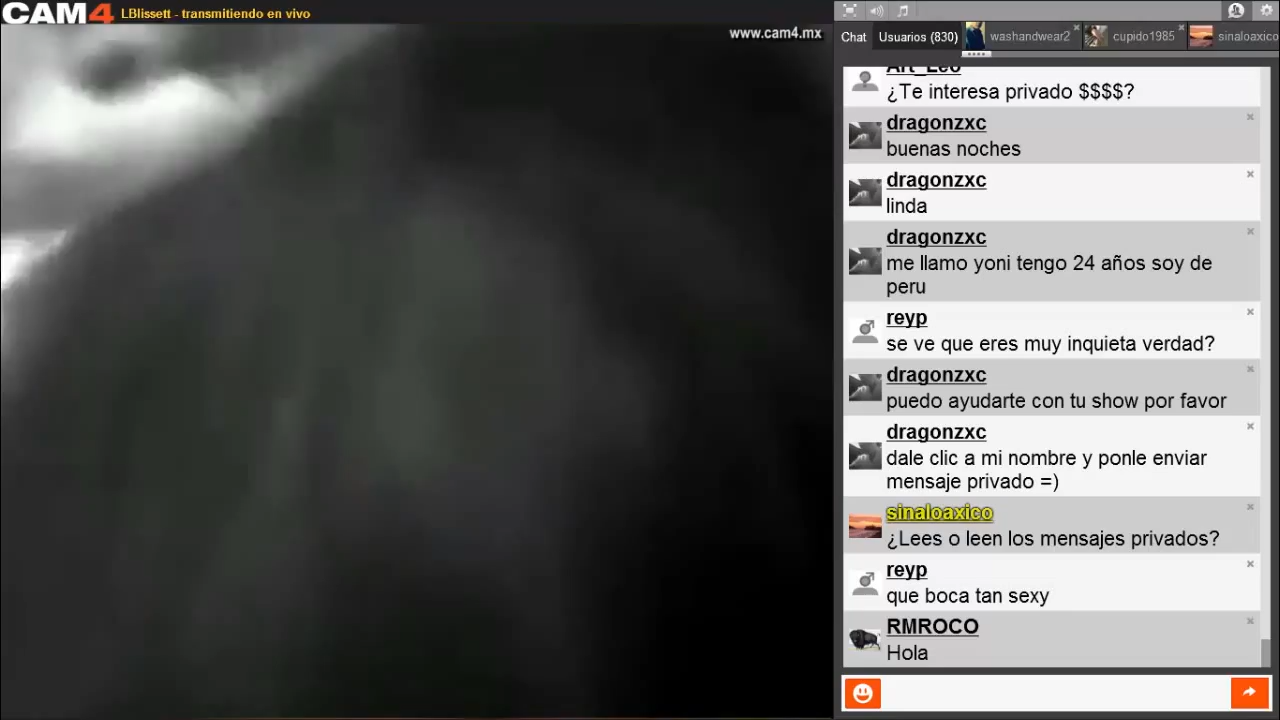 CAM4 LBlissett - transmitiendo en vivo
www.cam4.mx
Chat Usuarios (830) washandwear2 cupido1985 sinaloaxico
Art_Leo
¿Te interesa privado $$$$?
dragonzxc
buenas noches
dragonzxc
linda
dragonzxc
me llamo yoni tengo 24 años soy de
peru
reyp
se ve que eres muy inquieta verdad?
dragonzxc
puedo ayudarte con tu show por favor
dragonzxc
dale clic a mi nombre y ponle enviar
mensaje privado =)
sinaloaxico
¿Lees o leen los mensajes privados?
reyp
que boca tan sexy
RMROCO
Hola